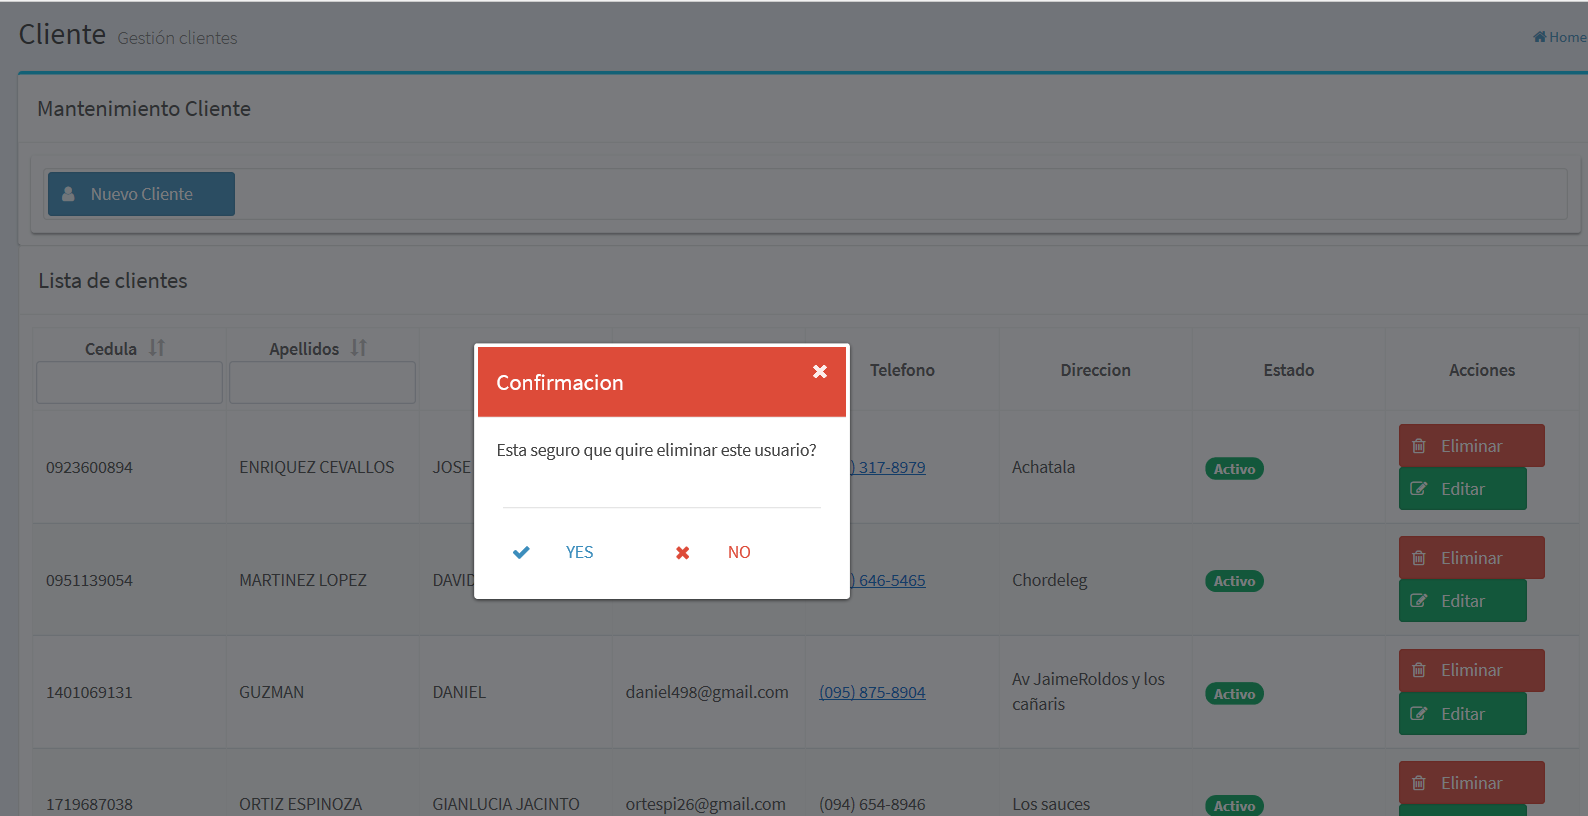 Cliente Gestión clientes
Home
Mantenimiento Cliente
Nuevo Cliente
Lista de clientes
Cedula Apellidos Telefono Direccion Estado Acciones
Confirmacion
Esta seguro que quire eliminar este usuario?
YES NO
0923600894 ENRIQUEZ CEVALLOS JOSE ) 317-8979 Achatala Activo Eliminar
Editar
0951139054 MARTINEZ LOPEZ DAVID ) 646-5465 Chordeleg Activo Eliminar
Editar
1401069131 GUZMAN DANIEL daniel498@gmail.com (095) 875-8904 Av JaimeRoldos y los
cañaris Activo Eliminar
Editar
1719687038 ORTIZ ESPINOZA GIANLUCIA JACINTO ortespi26@gmail.com (094) 654-8946 Los sauces Activo Eliminar